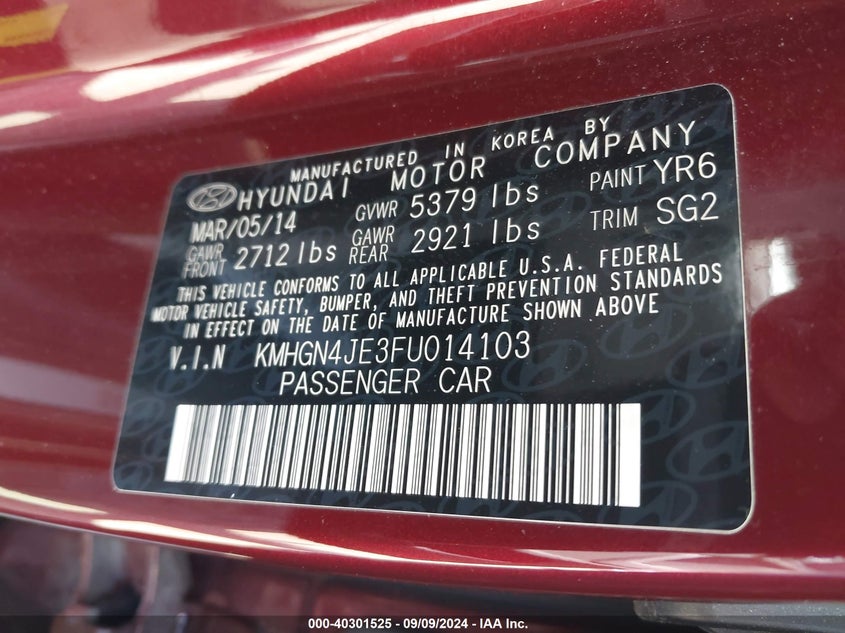 MANUFACTURED IN KOREA BY
HYUNDAI MOTOR COMPANY
MAR/05/14 GVWR 5379 lbs PAINT YR6
GAWR FRONT 2712 lbs GAWR REAR 2921 lbs TRIM SG2
THIS VEHICLE CONFORMS TO ALL APPLICABLE U.S.A. FEDERAL
MOTOR VEHICLE SAFETY, BUMPER, AND THEFT PREVENTION STANDARDS
IN EFFECT ON THE DATE OF MANUFACTURE SHOWN ABOVE
V.I.N KMHGN4JE3FU014103
PASSENGER CAR
000-40301525 - 09/09/2024 - IAA Inc.